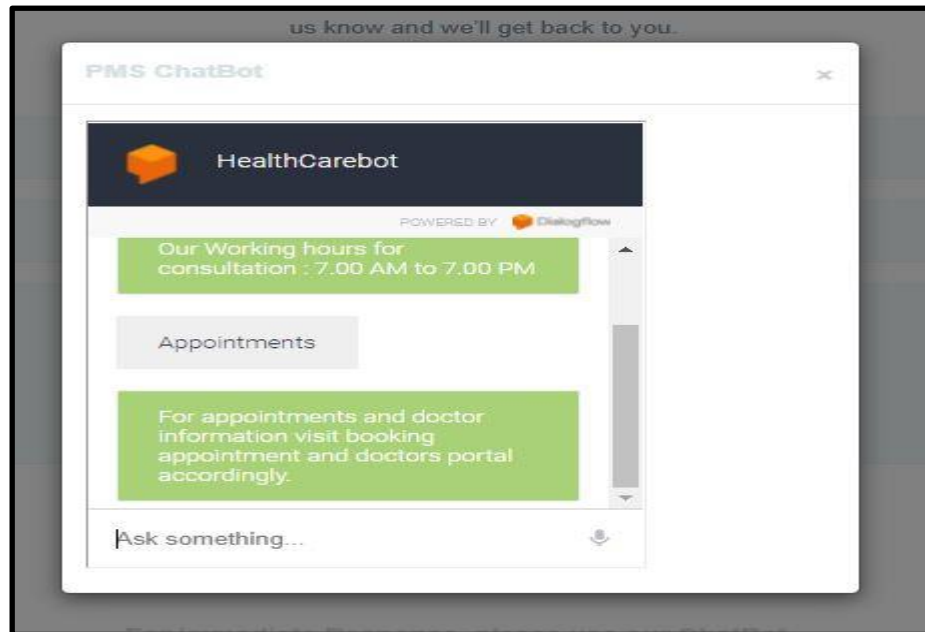 us know and we'll get back to you.
PMS ChatBot
×
HealthCarebot
POWERED BY Dialogflow
Our Working hours for
consultation : 7.00 AM to 7.00 PM
Appointments
For appointments and doctor
information visit booking
appointment and doctors portal
accordingly.
Ask something...